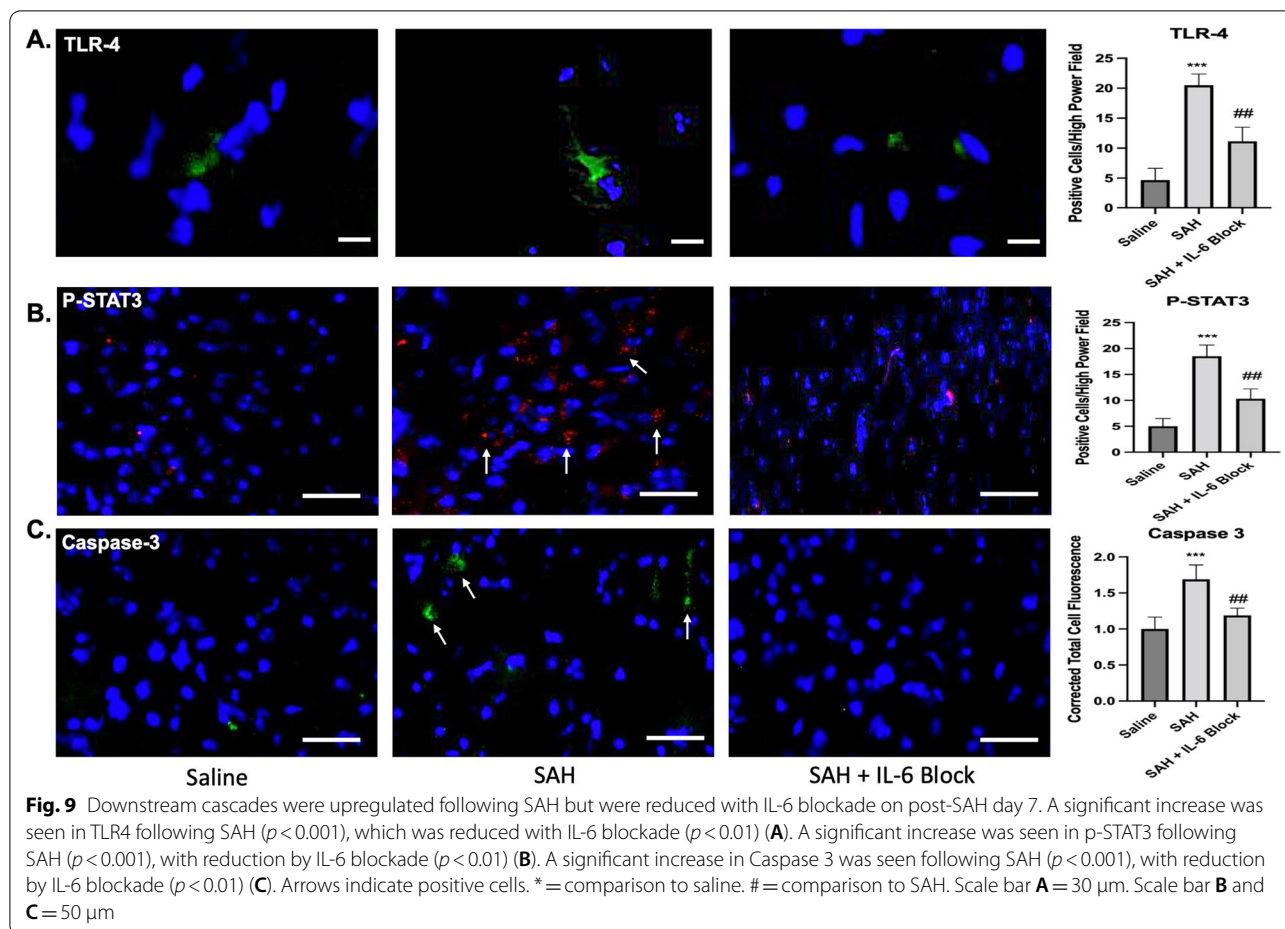 A.
TLR-4
TLR-4
Positive Cells/High Power Field
25
20
15
10
5
0
***
##
Saline
SAH
SAH + IL-6 Block
B.
P-STAT3
P-STAT3
Positive Cells/High Power Field
25
20
15
10
5
0
***
##
Saline
SAH
SAH + IL-6 Block
C.
Caspase-3
Caspase 3
Corrected Total Cell Fluorescence
2.0
1.5
1.0
0.5
0.0
***
##
Saline
SAH
SAH + IL-6 Block
Saline
SAH
SAH + IL-6 Block
Fig. 9 Downstream cascades were upregulated following SAH but were reduced with IL-6 blockade on post-SAH day 7. A significant increase was
seen in TLR4 following SAH (p < 0.001), which was reduced with IL-6 blockade (p < 0.01) (A). A significant increase was seen in p-STAT3 following
SAH (p < 0.001), with reduction by IL-6 blockade (p < 0.01) (B). A significant increase in Caspase 3 was seen following SAH (p < 0.001), with reduction
by IL-6 blockade (p < 0.01) (C). Arrows indicate positive cells. * = comparison to saline. # = comparison to SAH. Scale bar A = 30 µm. Scale bar B and
C = 50 µm